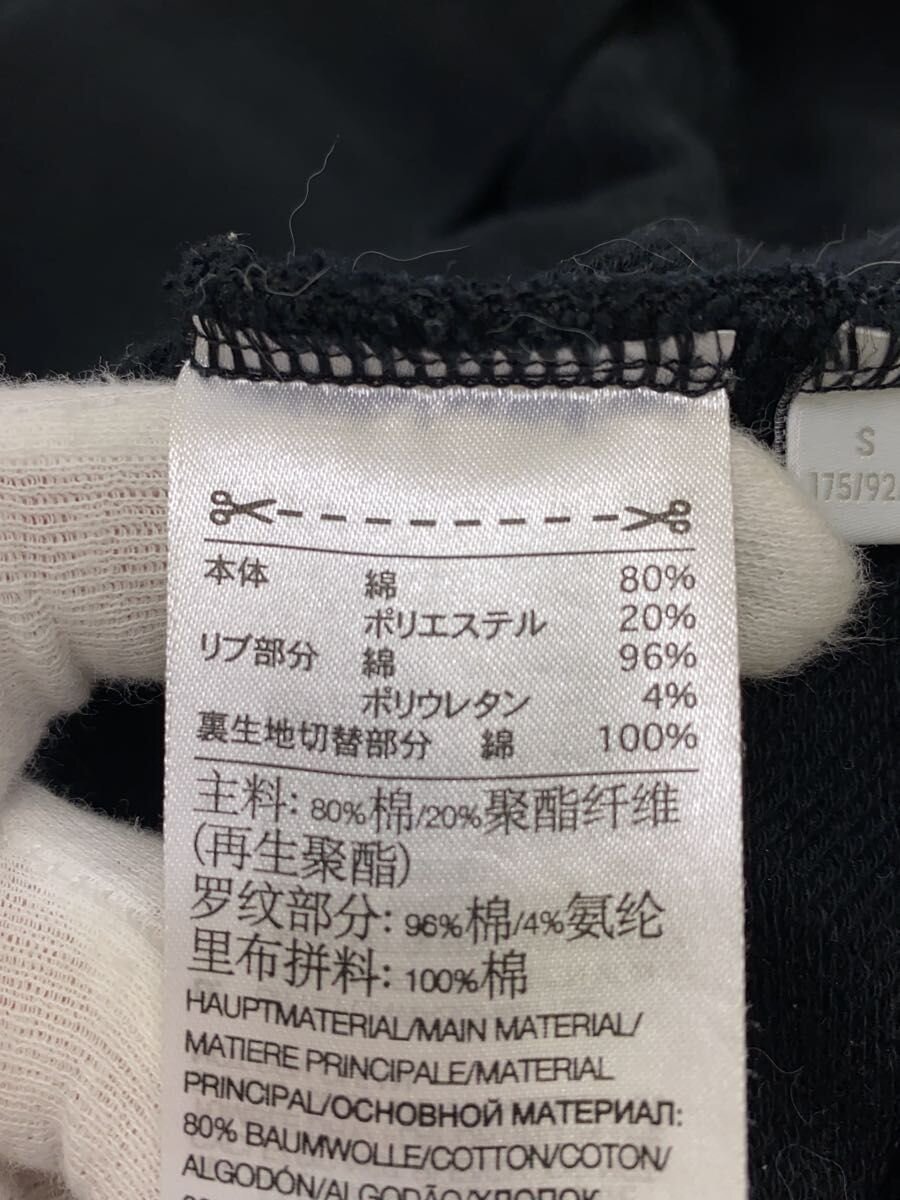 S
175/92
本体 綿 80%
ポリエステル 20%
リブ部分 綿 96%
ポリウレタン 4%
裏生地切替部分 綿 100%
主料: 80%棉/20%聚酯纤维
(再生聚酯)
罗纹部分: 96%棉/4%氨纶
里布拼料: 100%棉
HAUPTMATERIAL/MAIN MATERIAL/
MATIERE PRINCIPALE/MATERIAL
PRINCIPAL/ОСНОВНОЙ МАТЕРИАЛ:
80% BAUMWOLLE/COTTON/COTON/
ALGODÓN/ALGODÃO/ХЛОПОК